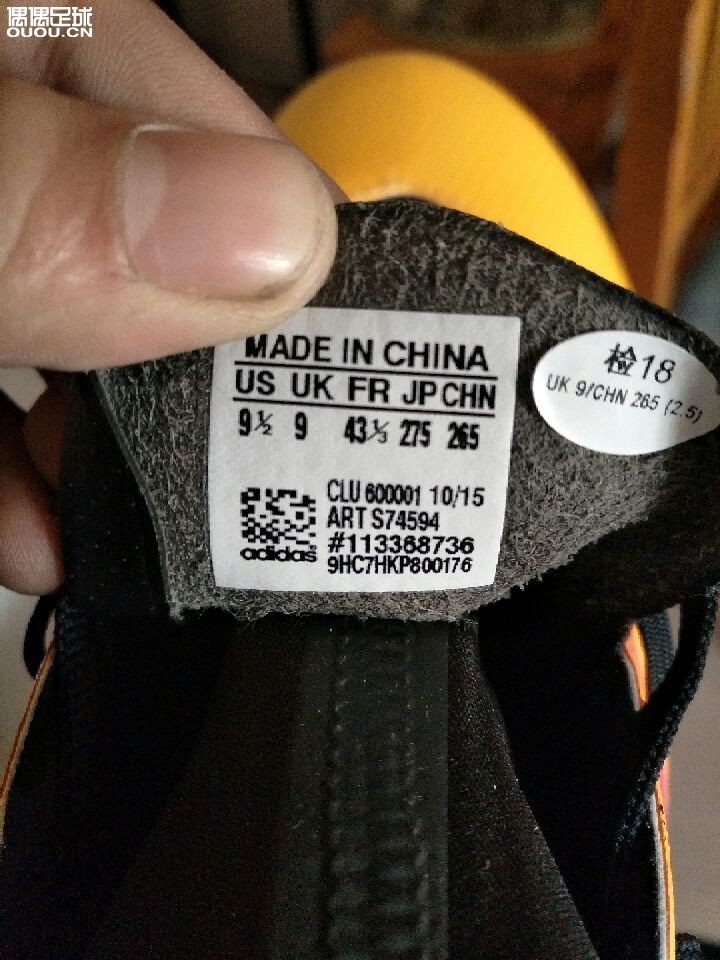 偶偶足球
OUOU.CN
MADE IN CHINA
US UK FR JP CHN
9½ 9 43⅓ 275 265
CLU 600001 10/15
ART S74594
#113368736
adidas
9HC7HKP800176
检18
UK 9/CHN 265 (2.5)